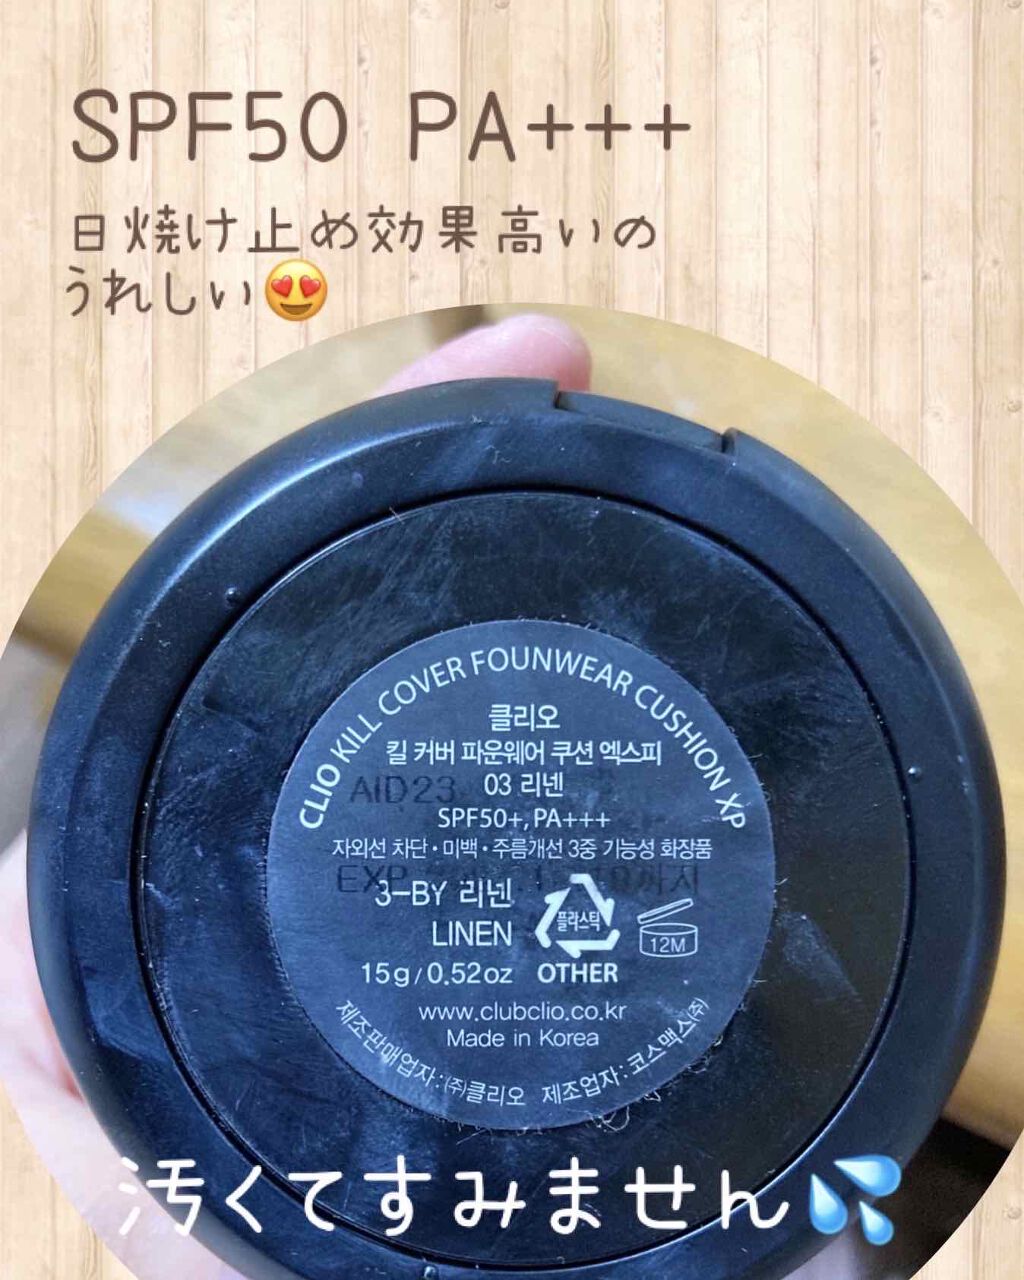 SPF50 PA+++
日焼け止め効果高いの
うれしい😍
CLIO KILL COVER FOUNWEAR CUSHION XP
클리오
킬 커버 파운웨어 쿠션 엑스피
AID23
03 리넨
SPF50+, PA+++
자외선 차단 • 미백 • 주름개선 3중 기능성 화장품
EXP
3-BY 리넨
LINEN
플라스틱
OTHER
12M
15g/0.52oz
www.clubclio.co.kr
Made in Korea
제조판매업자:㈜클리오 제조업자:코스맥스㈜
汚くてすみません💦